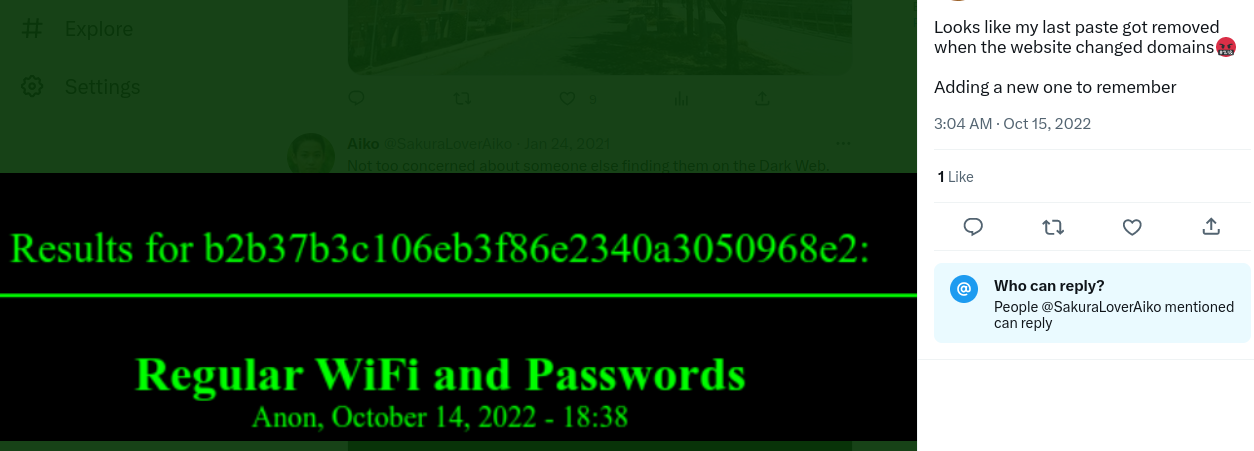 Explore
Settings
Aiko @SakuraLoverAiko · Jan 24, 2021
Not too concerned about someone else finding them on the Dark Web.
Results for b2b37b3c106eb3f86e2340a3050968e2:
Regular WiFi and Passwords
Anon, October 14, 2022 - 18:38
Looks like my last paste got removed
when the website changed domains🤬
Adding a new one to remember
3:04 AM · Oct 15, 2022
1 Like
Who can reply?
People @SakuraLoverAiko mentioned
can reply